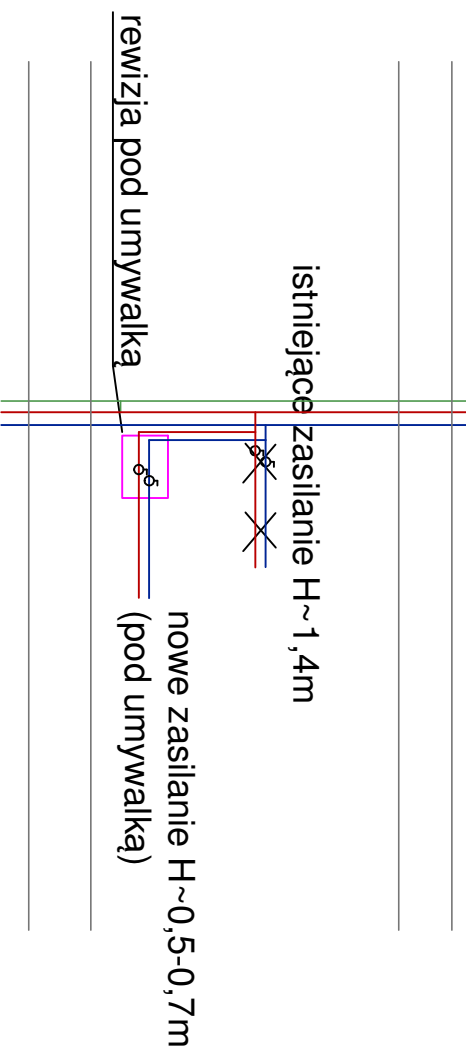 istniejące zasilanie H~1,4m
nowe zasilanie H~0,5-0,7m
(pod umywalką)
rewizja pod umywalką